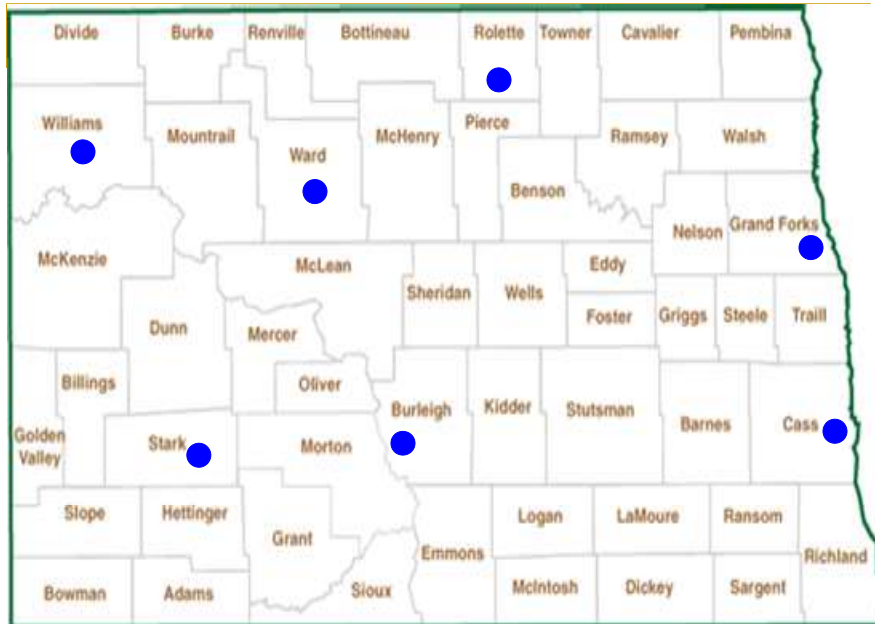 Divide
Burke
Renville
Bottineau
Rolette
Towner
Cavalier
Pembina
Williams
Mountrail
Ward
McHenry
Pierce
Ramsey
Walsh
Benson
Nelson
Grand Forks
McKenzie
McLean
Sheridan
Wells
Eddy
Dunn
Mercer
Foster
Griggs
Steele
Traill
Billings
Oliver
Burleigh
Kidder
Stutsman
Barnes
Cass
Golden
Valley
Stark
Morton
Slope
Hettinger
Grant
Emmons
Logan
LaMoure
Ransom
Richland
Bowman
Adams
Sioux
McIntosh
Dickey
Sargent